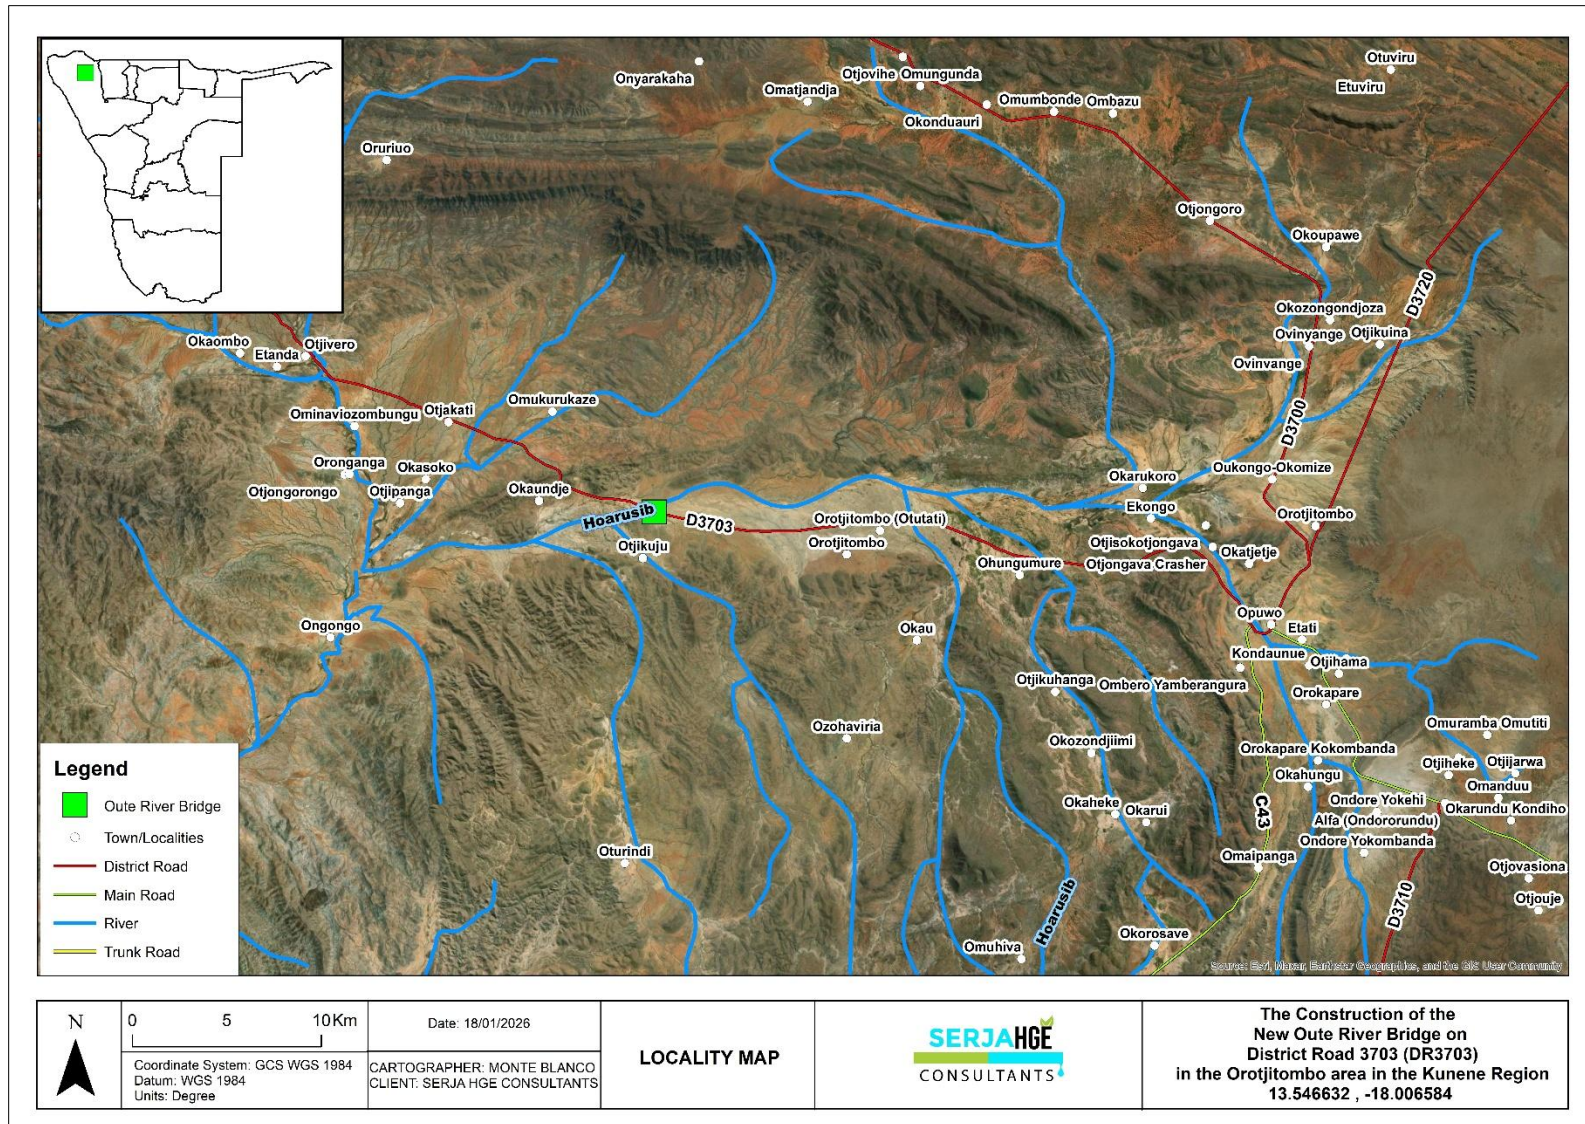 Onyarakaha
Omatjandja
Otjovihe
Omungunda
Okonduauri
Omumbonde
Ombazu
Otuviru
Etuviru
Oruriuo
Otjongoro
Okoupawe
D3720
Okozongondjoza
Ovinyange
Otjikuina
Ovinvange
D3700
Okaombo
Etanda
Otjivero
Ominaviozombungu
Otjakati
Omukurukaze
Oronganga
Okasoko
Otjongorongo
Otjipanga
Okaundje
Hoarusib
D3703
Orotjitombo (Otutati)
Orotjitombo
Otjikuju
Okarukoro
Oukongo-Okomize
Ekongo
Orotjitombo
Otjisokotjongava
Okatjetje
Ohungumure
Otjongava Crasher
Ongongo
Okau
Opuwo
Etati
Kondaunue
Otjihama
Otjikuhanga
Ombero Yamberangura
Orokapare
Ozohaviria
Okozondjiimi
Omuramba Omutiti
Orokapare Kokombanda
Otjiheke
Otjijarwa
Okahungu
Omanduu
Okaheke
Okarui
C43
Ondore Yokehi
Okarundu Kondiho
Alfa (Ondororundu)
Ondore Yokombanda
Oturindi
Omaipanga
Otjovasiona
Otjouje
D3710
Hoarusib
Omuhiva
Okorosave
Source: Esri, Maxar, Earthstar Geographics, and the GIS User Community
Legend
Oute River Bridge
Town/Localities
District Road
Main Road
River
Trunk Road
N
0 5 10Km
Coordinate System: GCS WGS 1984
Datum: WGS 1984
Units: Degree
Date: 18/01/2026
CARTOGRAPHER: MONTE BLANCO
CLIENT: SERJA HGE CONSULTANTS
LOCALITY MAP
SERJAHGE
CONSULTANTS
The Construction of the
New Oute River Bridge on
District Road 3703 (DR3703)
in the Orotjitombo area in the Kunene Region
13.546632 , -18.006584